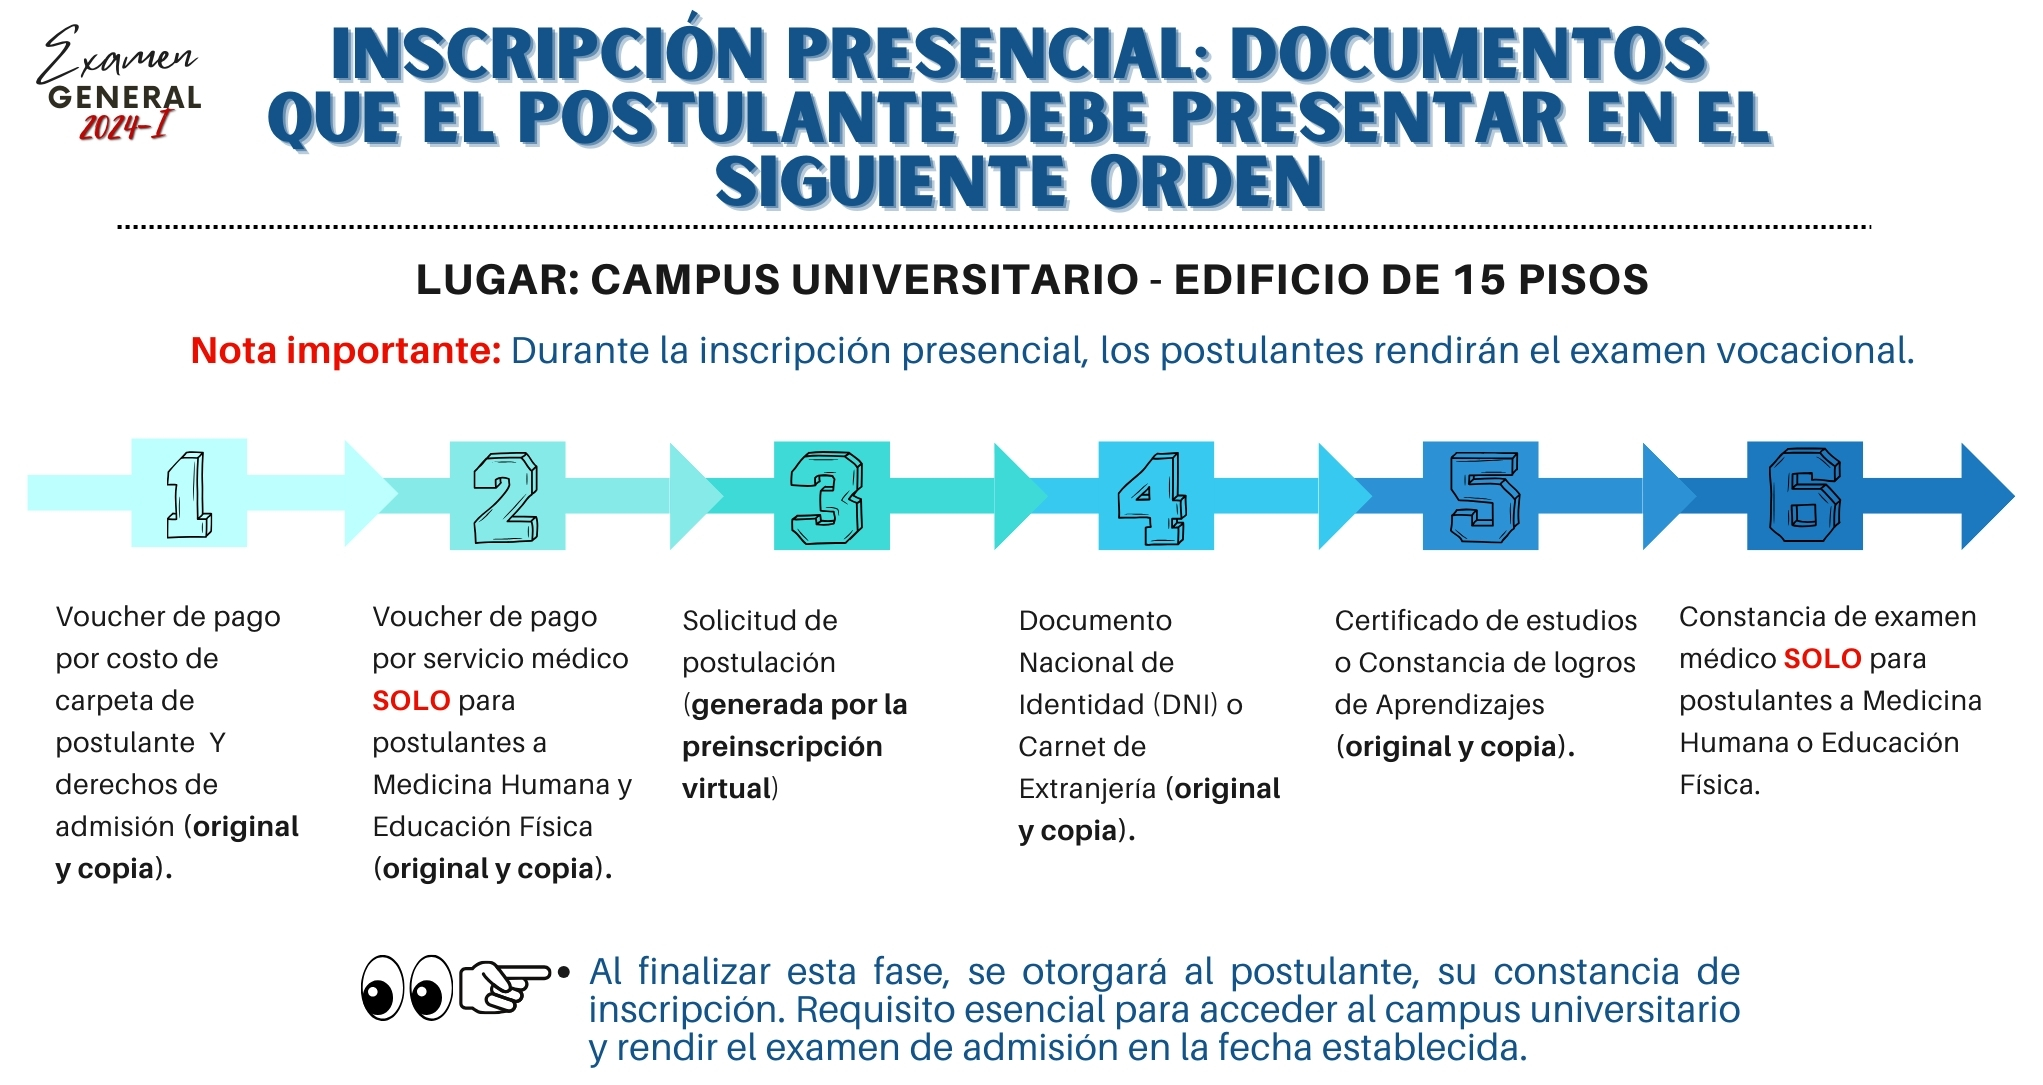 Examen
GENERAL
2024-I
INSCRIPCIÓN PRESENCIAL: DOCUMENTOS
QUE EL POSTULANTE DEBE PRESENTAR EN EL
SIGUIENTE ORDEN
LUGAR: CAMPUS UNIVERSITARIO - EDIFICIO DE 15 PISOS
Nota importante: Durante la inscripción presencial, los postulantes rendirán el examen vocacional.
1
Voucher de pago
por costo de
carpeta de
postulante Y
derechos de
admisión (original
y copia).
2
Voucher de pago
por servicio médico
SOLO para
postulantes a
Medicina Humana y
Educación Física
(original y copia).
3
Solicitud de
postulación
(generada por la
preinscripción
virtual)
4
Documento
Nacional de
Identidad (DNI) o
Carnet de
Extranjería (original
y copia).
5
Certificado de estudios
o Constancia de logros
de Aprendizajes
(original y copia).
6
Constancia de examen
médico SOLO para
postulantes a Medicina
Humana o Educación
Física.
• Al finalizar esta fase, se otorgará al postulante, su constancia de
inscripción. Requisito esencial para acceder al campus universitario
y rendir el examen de admisión en la fecha establecida.